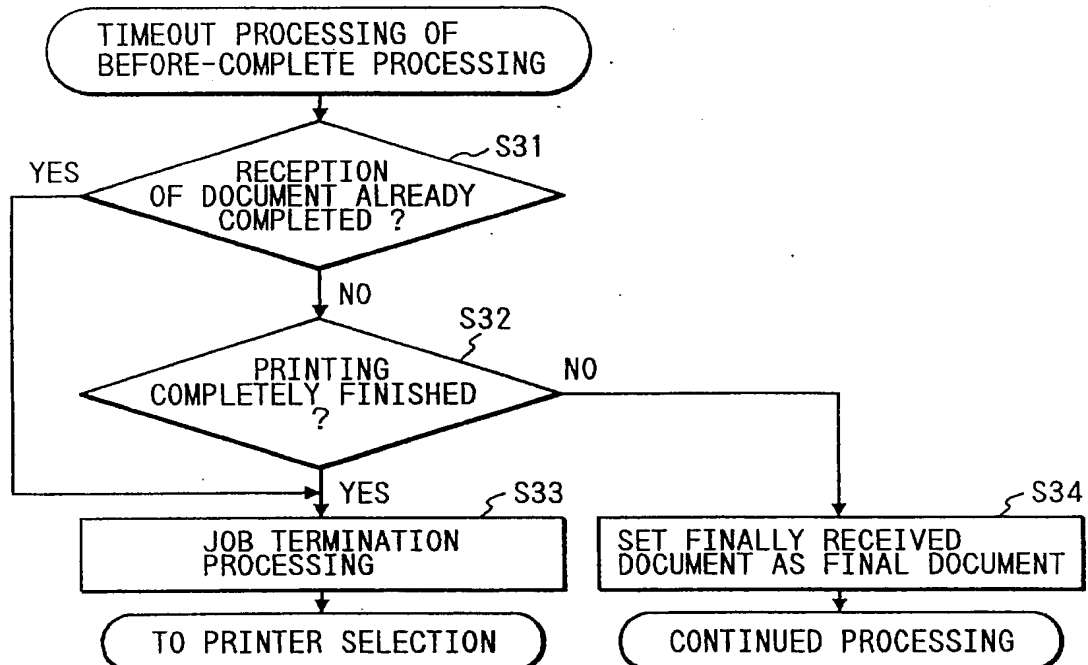 TIMEOUT PROCESSING OF
BEFORE-COMPLETE PROCESSING
S31
YES
RECEPTION
OF DOCUMENT ALREADY
COMPLETED ?
NO
S32
PRINTING
COMPLETELY FINISHED
?
NO
YES
S33
S34
JOB TERMINATION
PROCESSING
SET FINALLY RECEIVED
DOCUMENT AS FINAL DOCUMENT
TO PRINTER SELECTION
CONTINUED PROCESSING